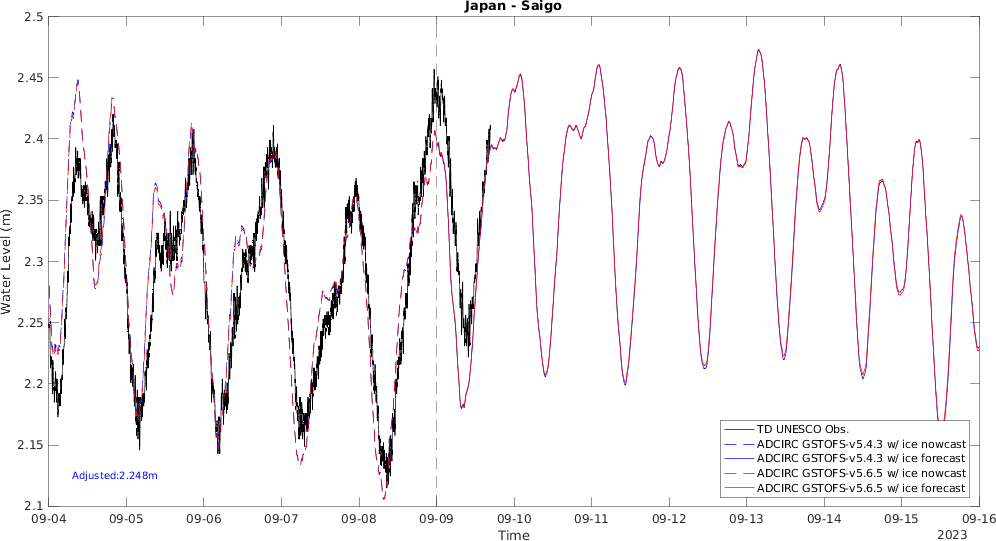 Japan - Saigo
2.5
2.45
2.4
2.35
2.3
2.25
2.2
2.15
2.1
Water Level (m)
Adjusted:2.248m
TD UNESCO Obs.
ADCIRC GSTOFS-v5.4.3 w/ ice nowcast
ADCIRC GSTOFS-v5.4.3 w/ ice forecast
ADCIRC GSTOFS-v5.6.5 w/ ice nowcast
ADCIRC GSTOFS-v5.6.5 w/ ice forecast
09-04 09-05 09-06 09-07 09-08 09-09 09-10 09-11 09-12 09-13 09-14 09-15 09-16
Time
2023